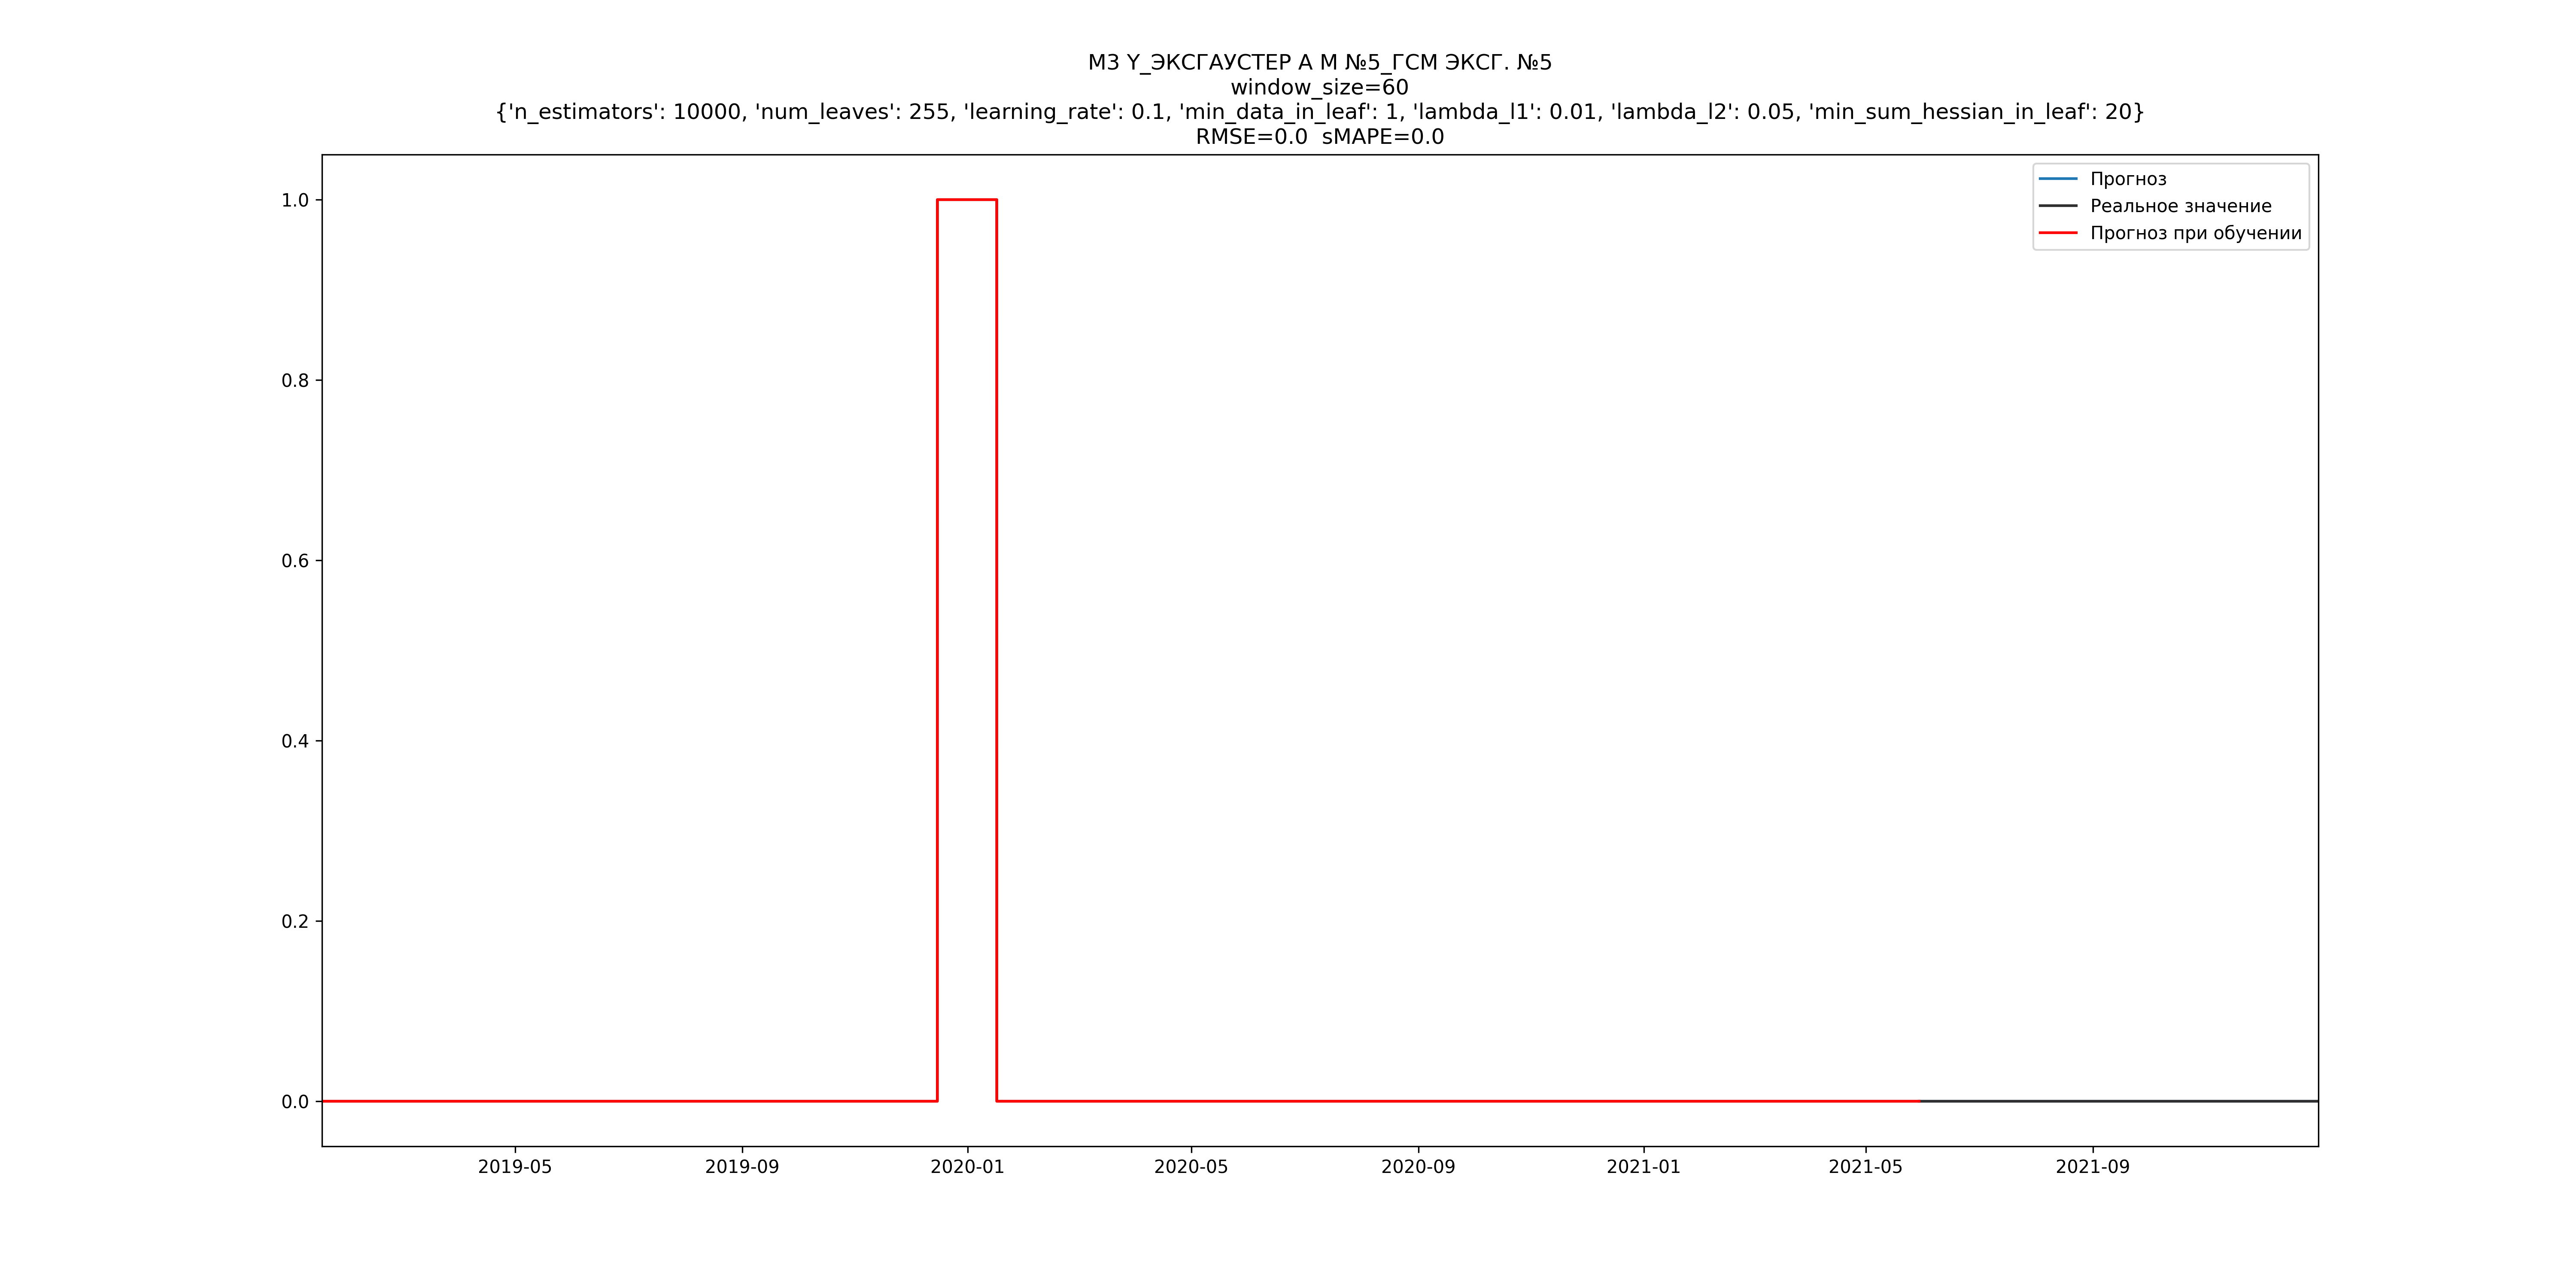 М3 Y_ЭКСГАУСТЕР А М №5_ГСМ ЭКСГ. №5
window_size=60
{'n_estimators': 10000, 'num_leaves': 255, 'learning_rate': 0.1, 'min_data_in_leaf': 1, 'lambda_l1': 0.01, 'lambda_l2': 0.05, 'min_sum_hessian_in_leaf': 20}
RMSE=0.0  sMAPE=0.0
Прогноз
Реальное значение
Прогноз при обучении
1.0
0.8
0.6
0.4
0.2
0.0
2019-05 2019-09 2020-01 2020-05 2020-09 2021-01 2021-05 2021-09